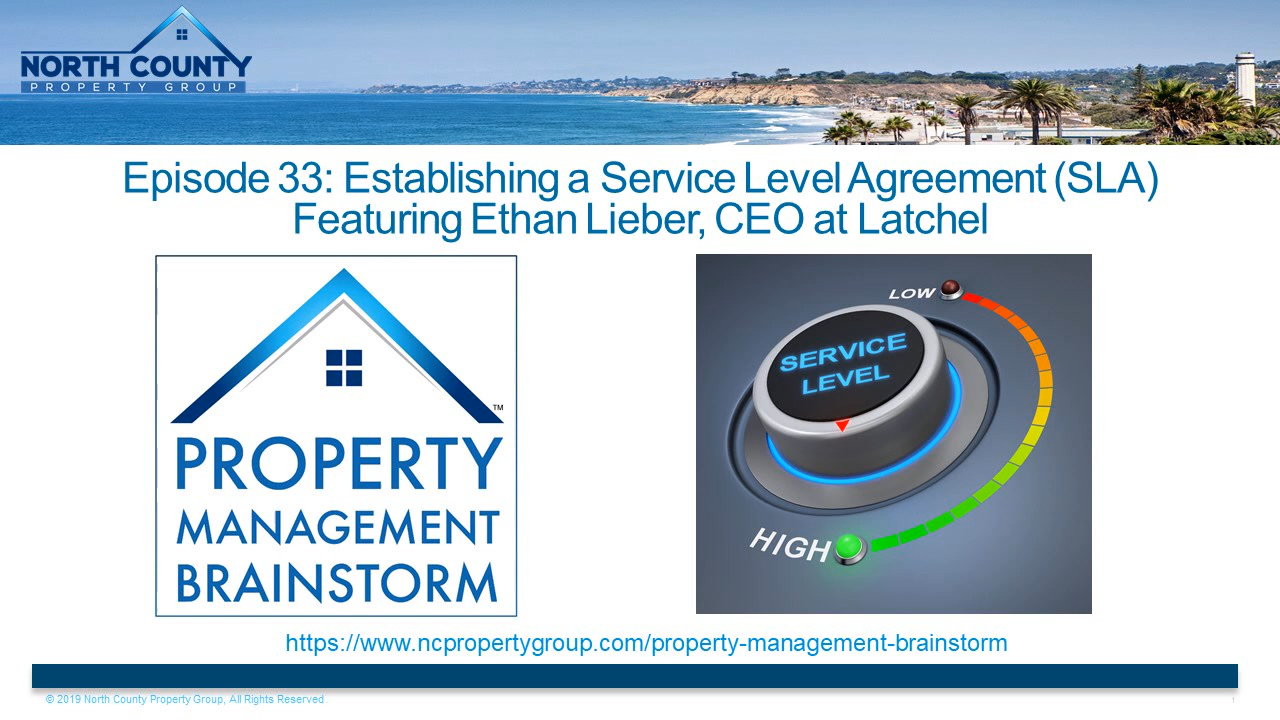 NORTH COUNTY
PROPERTY GROUP
Episode 33: Establishing a Service Level Agreement (SLA)
Featuring Ethan Lieber, CEO at Latchel
TM
PROPERTY
MANAGEMENT
BRAINSTORM
LOW
SERVICE
LEVEL
HIGH
https://www.ncpropertygroup.com/property-management-brainstorm
© 2019 North County Property Group, All Rights Reserved
1